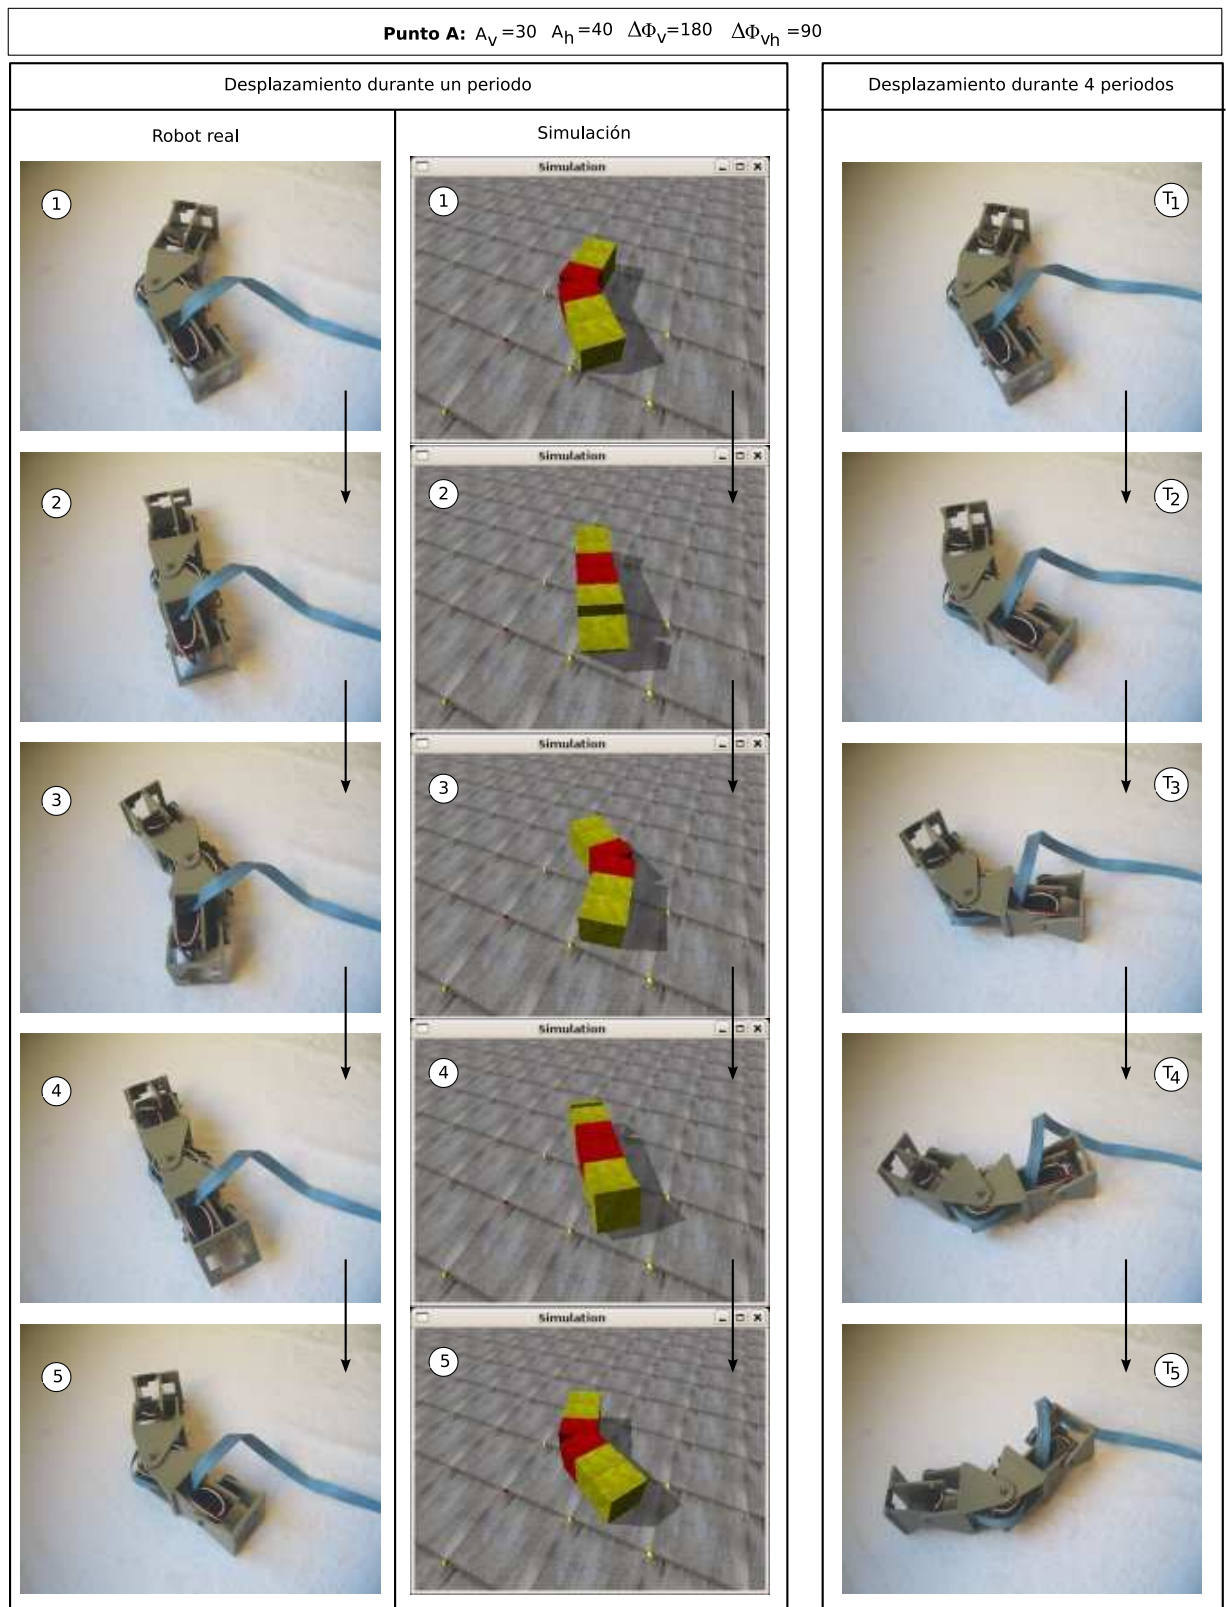 Punto A: Av=30 Ah=40 ΔΦv=180 ΔΦvh=90
Desplazamiento durante un periodo
Desplazamiento durante 4 periodos
Robot real
Simulación
1
Simulation
1
T1
2
Simulation
2
T2
3
Simulation
3
T3
4
Simulation
4
T4
5
Simulation
5
T5